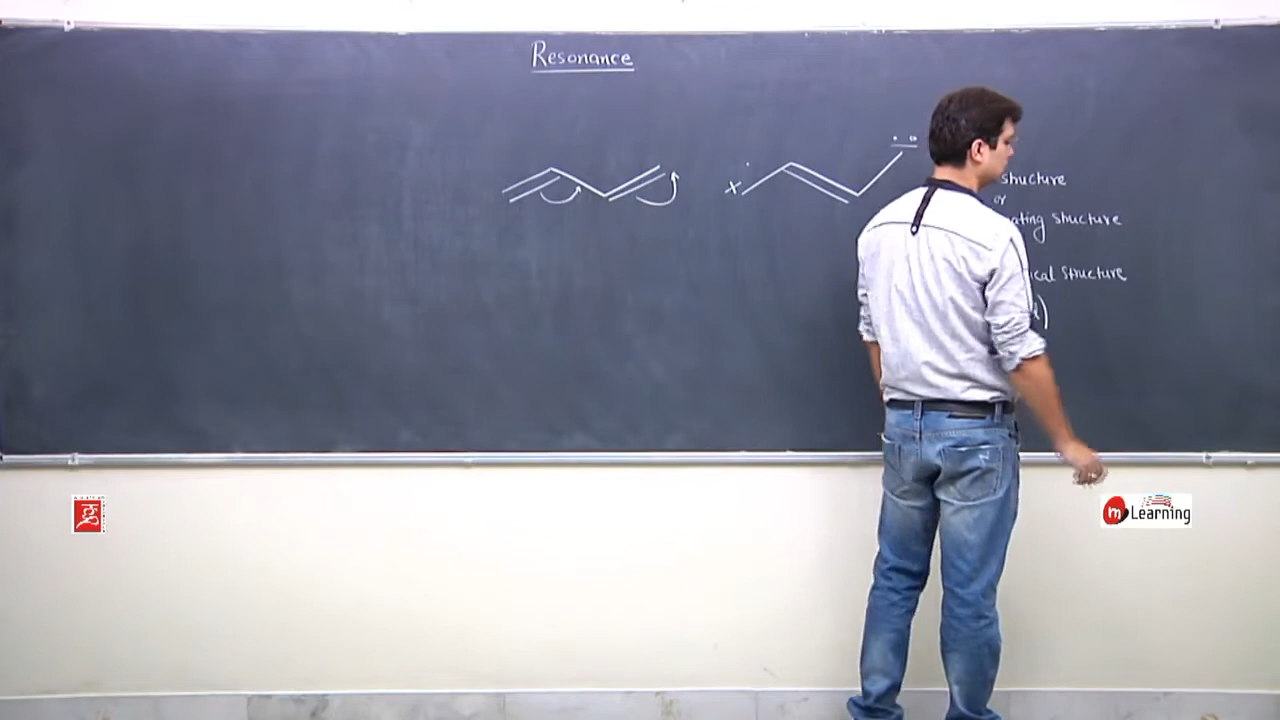 Resonance
structure
or
ating structure
ical structure
x
m Learning